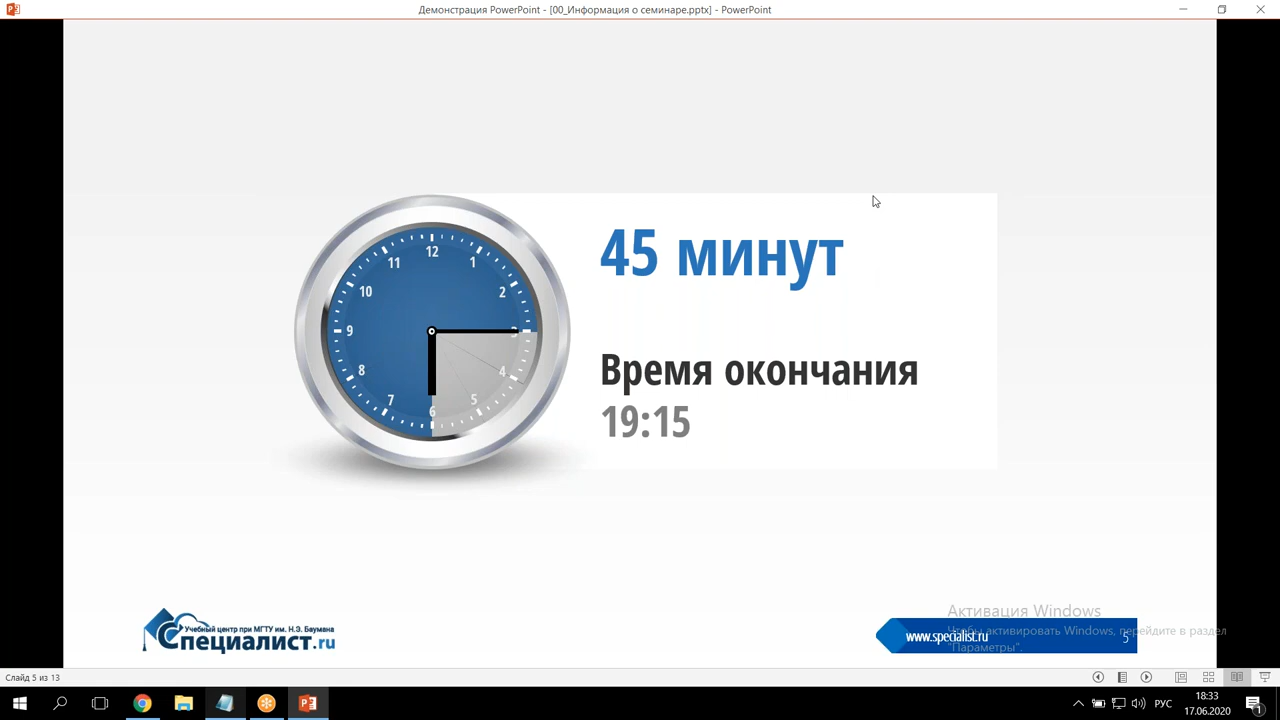 Демонстрация PowerPoint - [00_Информация о семинаре.pptx] - PowerPoint
12
11
1
10
2
9
3
8
4
7
5
6
45 минут
Время окончания
19:15
Учебный центр при МГТУ им. Н.Э. Баумана
Специалист.ru
www.specialist.ru
5
Активация Windows
Чтобы активировать Windows, перейдите в раздел
"Параметры".
Слайд 5 из 13
РУС
18:33
17.06.2020
1